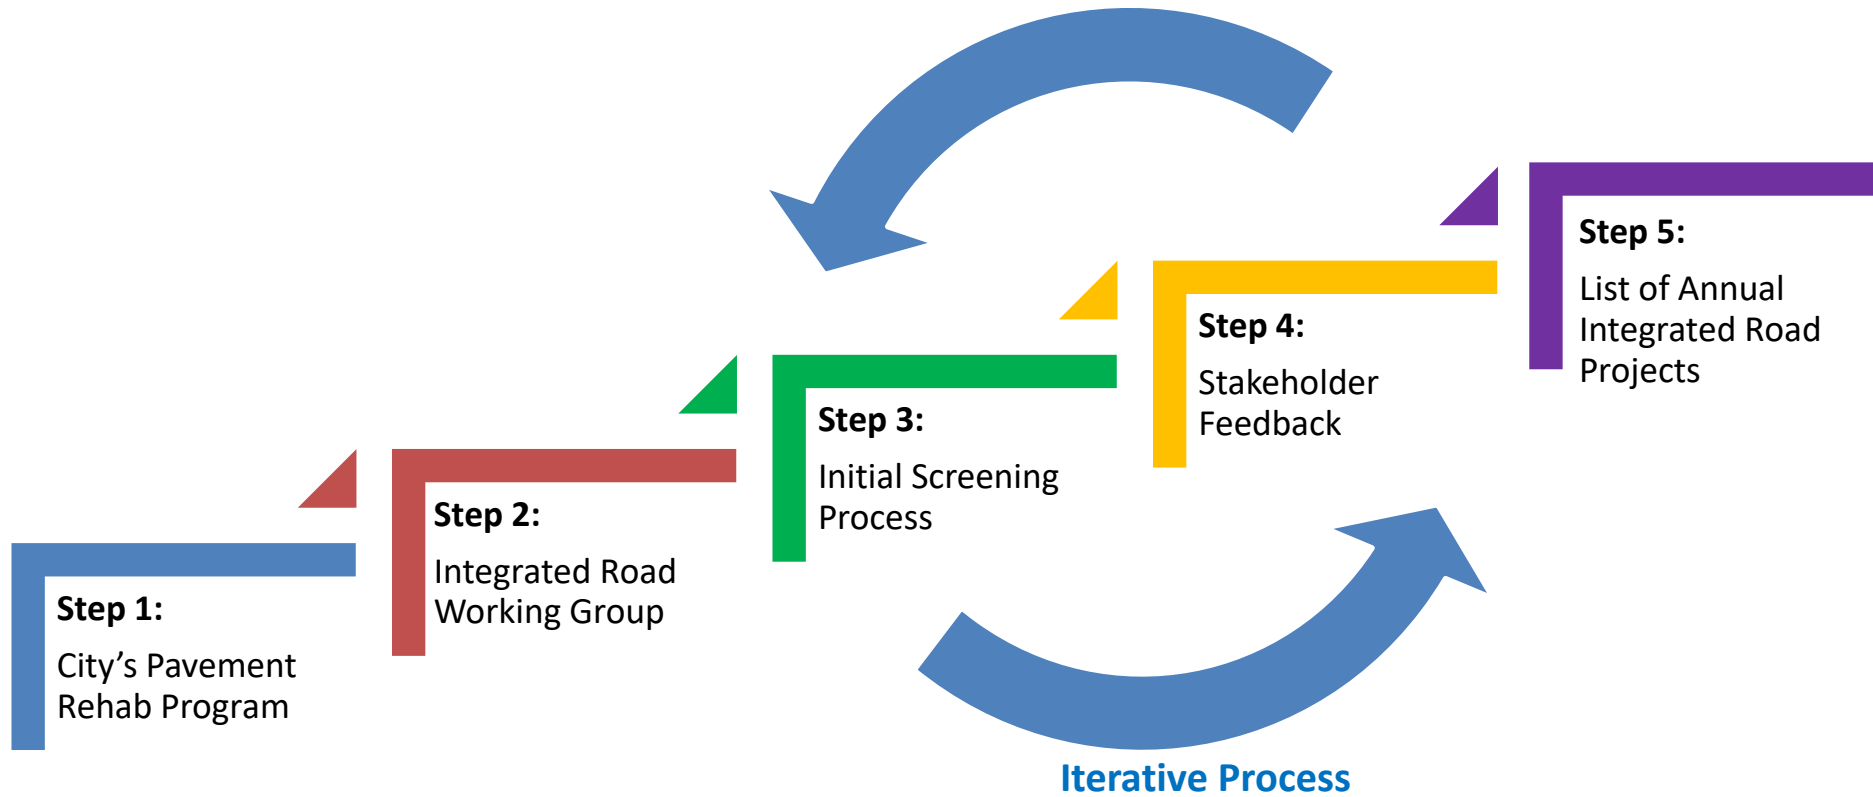 Step 1:
City’s Pavement
Rehab Program
Step 2:
Integrated Road
Working Group
Step 3:
Initial Screening
Process
Step 4:
Stakeholder
Feedback
Step 5:
List of Annual
Integrated Road
Projects
Iterative Process